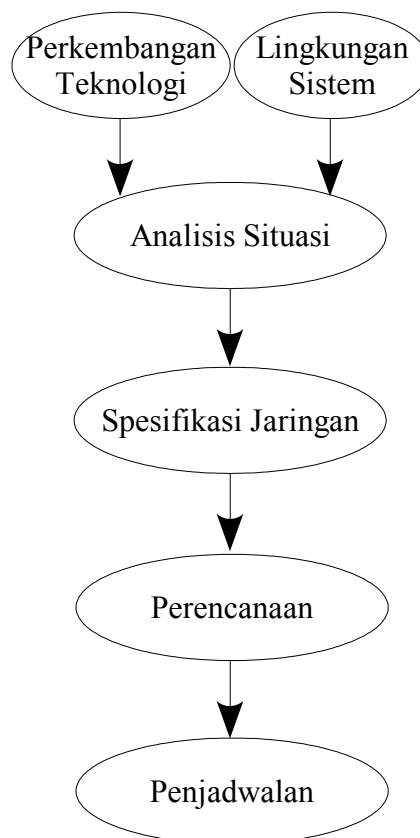 Perkembangan
Teknologi
Lingkungan
Sistem
Analisis Situasi
Spesifikasi Jaringan
Perencanaan
Penjadwalan